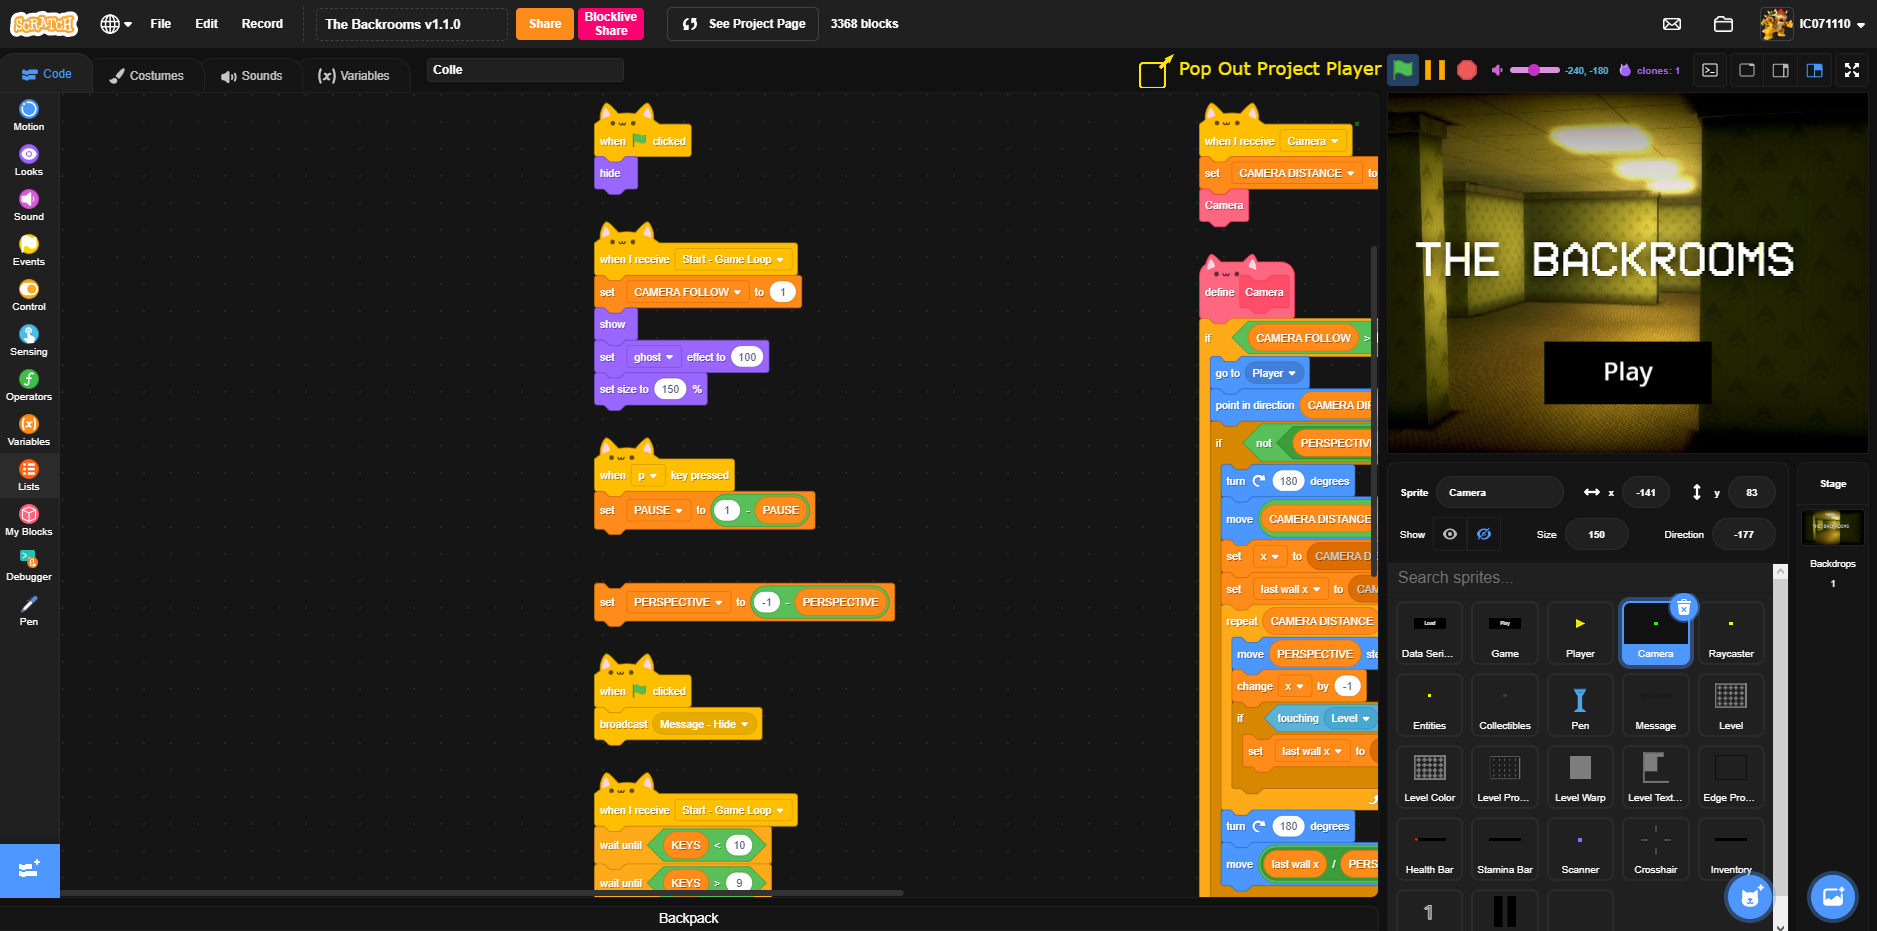 SCRATCH
File
Edit
Record
The Backrooms v1.1.0
Share
Blocklive
Share
See Project Page
3368 blocks
IC071110
Code
Costumes
Sounds
(x) Variables
Colle
Pop Out Project Player
-240, -180
clones: 1
Motion
Looks
Sound
Events
Control
Sensing
Operators
Variables
Lists
My Blocks
Debugger
Pen
when clicked
hide
when I receive Start - Game Loop
set CAMERA FOLLOW to 1
show
set ghost effect to 100
set size to 150 %
when p key pressed
set PAUSE to 1 - PAUSE
set PERSPECTIVE to -1 - PERSPECTIVE
when clicked
broadcast Message - Hide
when I receive Start - Game Loop
wait until KEYS < 10
wait until KEYS > 9
when I receive Camera
set CAMERA DISTANCE to
Camera
define Camera
if CAMERA FOLLOW >
go to Player
point in direction CAMERA DI
if not PERSPECTIV
turn 180 degrees
move CAMERA DISTANCE
set x to CAMERA D
set last wall x to CAM
repeat CAMERA DISTANCE
move PERSPECTIVE ste
change x by -1
if touching Level
set last wall x to
turn 180 degrees
move last wall x / PERS
Backpack
THE BACKROOMS
Play
Sprite Camera x -141 y 83
Show Size 150 Direction -177
Search sprites...
Load
Play
Data Seri...
Game
Player
Camera
Raycaster
Entities
Collectibles
Pen
Message
Level
Level Color
Level Pro...
Level Warp
Level Text...
Edge Pro...
Health Bar
Stamina Bar
Scanner
Crosshair
Inventory
1
Stage
THE BACKROOMS
Backdrops
1